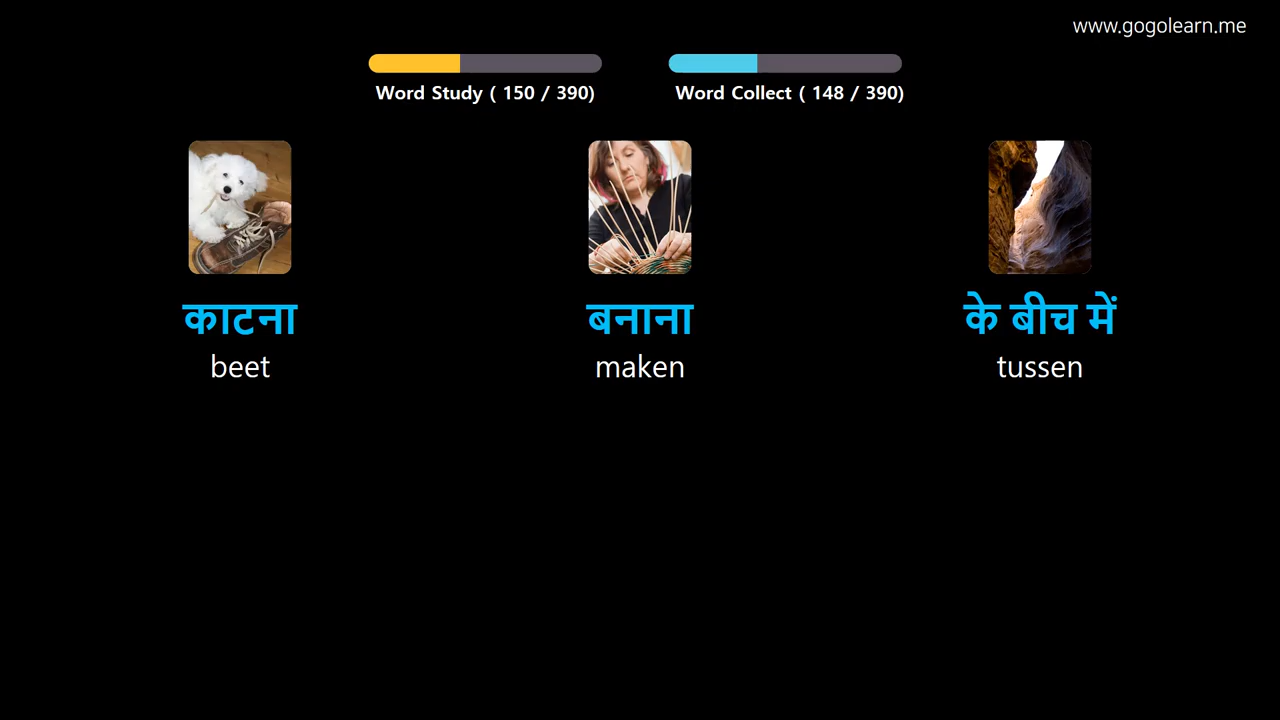 www.gogolearn.me
Word Study ( 150 / 390)
Word Collect ( 148 / 390)
काटना
beet
बनाना
maken
के बीच में
tussen